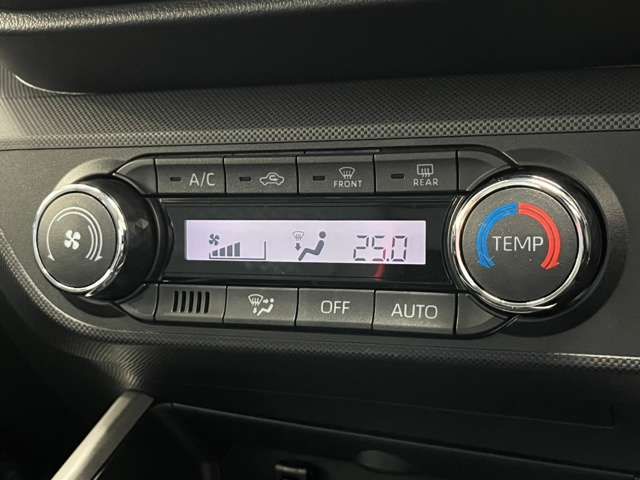 A/C FRONT REAR
25.0 TEMP
OFF AUTO